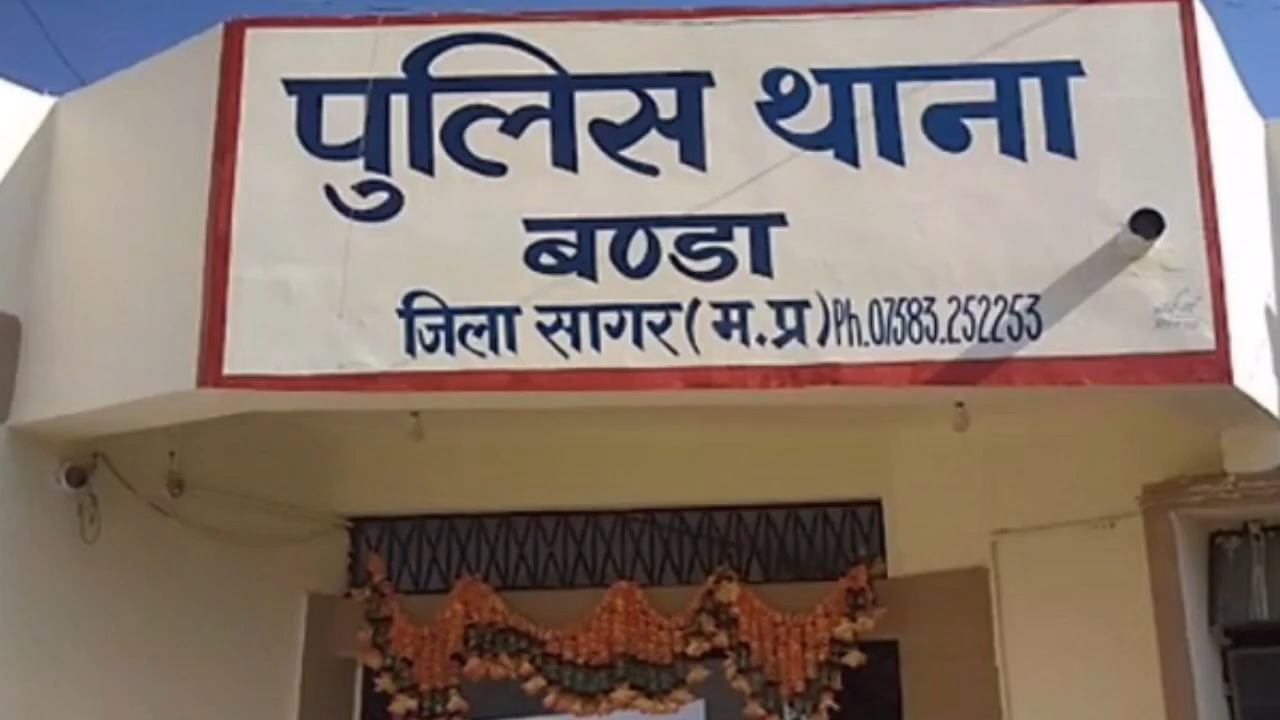 पुलिस थाना
बण्डा
जिला सागर (म.प्र) Ph.07583.252253